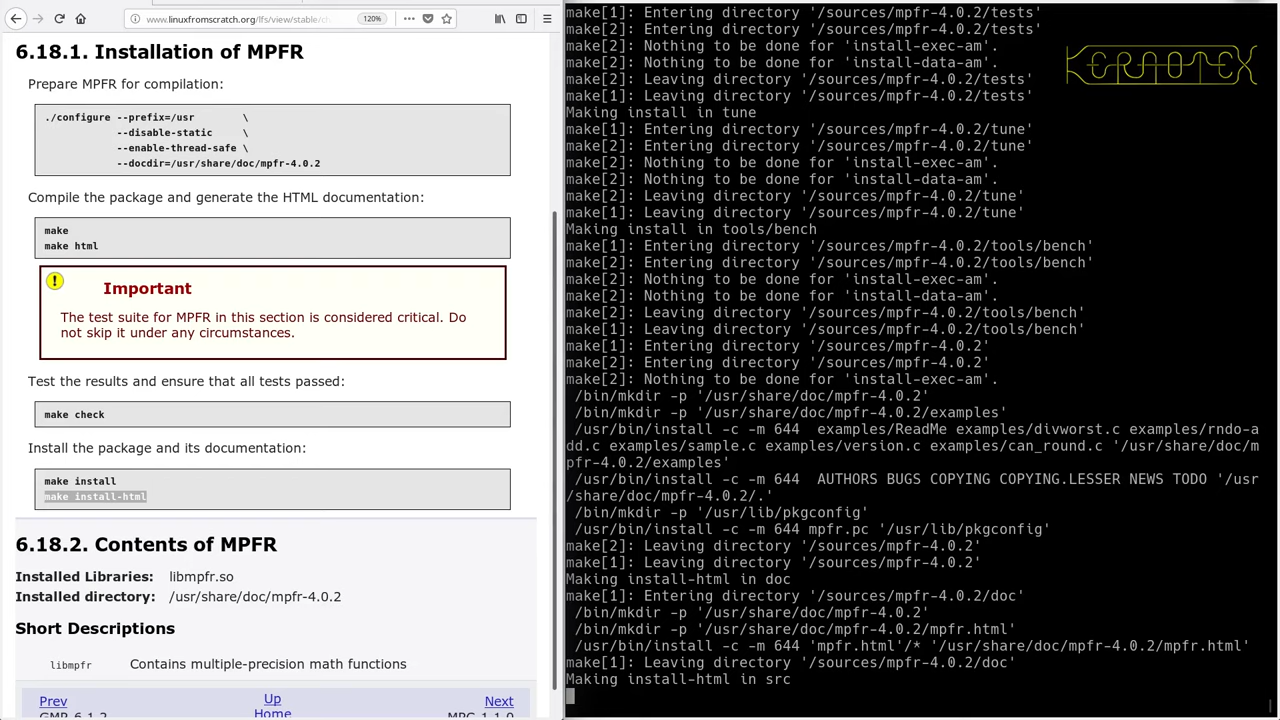 www.linuxfromscratch.org/lfs/view/stable/ch
120%
6.18.1. Installation of MPFR
Prepare MPFR for compilation:
./configure --prefix=/usr \
--disable-static \
--enable-thread-safe \
--docdir=/usr/share/doc/mpfr-4.0.2
Compile the package and generate the HTML documentation:
make
make html
Important
The test suite for MPFR in this section is considered critical. Do
not skip it under any circumstances.
Test the results and ensure that all tests passed:
make check
Install the package and its documentation:
make install
make install-html
6.18.2. Contents of MPFR
Installed Libraries: libmpfr.so
Installed directory: /usr/share/doc/mpfr-4.0.2
Short Descriptions
libmpfr Contains multiple-precision math functions
Prev Up Next
GMP-6.1.2 Home MPC-1.1.0
make[1]: Entering directory '/sources/mpfr-4.0.2/tests'
make[2]: Entering directory '/sources/mpfr-4.0.2/tests'
make[2]: Nothing to be done for 'install-exec-am'.
make[2]: Nothing to be done for 'install-data-am'.
make[2]: Leaving directory '/sources/mpfr-4.0.2/tests'
make[1]: Leaving directory '/sources/mpfr-4.0.2/tests'
Making install in tune
make[1]: Entering directory '/sources/mpfr-4.0.2/tune'
make[2]: Entering directory '/sources/mpfr-4.0.2/tune'
make[2]: Nothing to be done for 'install-exec-am'.
make[2]: Nothing to be done for 'install-data-am'.
make[2]: Leaving directory '/sources/mpfr-4.0.2/tune'
make[1]: Leaving directory '/sources/mpfr-4.0.2/tune'
Making install in tools/bench
make[1]: Entering directory '/sources/mpfr-4.0.2/tools/bench'
make[2]: Entering directory '/sources/mpfr-4.0.2/tools/bench'
make[2]: Nothing to be done for 'install-exec-am'.
make[2]: Nothing to be done for 'install-data-am'.
make[2]: Leaving directory '/sources/mpfr-4.0.2/tools/bench'
make[1]: Leaving directory '/sources/mpfr-4.0.2/tools/bench'
make[1]: Entering directory '/sources/mpfr-4.0.2'
make[2]: Entering directory '/sources/mpfr-4.0.2'
make[2]: Nothing to be done for 'install-exec-am'.
/bin/mkdir -p '/usr/share/doc/mpfr-4.0.2'
/bin/mkdir -p '/usr/share/doc/mpfr-4.0.2/examples'
/usr/bin/install -c -m 644 examples/ReadMe examples/divworst.c examples/rndo-a
dd.c examples/sample.c examples/version.c examples/can_round.c '/usr/share/doc/m
pfr-4.0.2/examples'
/usr/bin/install -c -m 644 AUTHORS BUGS COPYING COPYING.LESSER NEWS TODO '/usr
/share/doc/mpfr-4.0.2/.'
/bin/mkdir -p '/usr/lib/pkgconfig'
/usr/bin/install -c -m 644 mpfr.pc '/usr/lib/pkgconfig'
make[2]: Leaving directory '/sources/mpfr-4.0.2'
make[1]: Leaving directory '/sources/mpfr-4.0.2'
Making install-html in doc
make[1]: Entering directory '/sources/mpfr-4.0.2/doc'
/bin/mkdir -p '/usr/share/doc/mpfr-4.0.2'
/bin/mkdir -p '/usr/share/doc/mpfr-4.0.2/mpfr.html'
/usr/bin/install -c -m 644 'mpfr.html'/* '/usr/share/doc/mpfr-4.0.2/mpfr.html'
make[1]: Leaving directory '/sources/mpfr-4.0.2/doc'
Making install-html in src